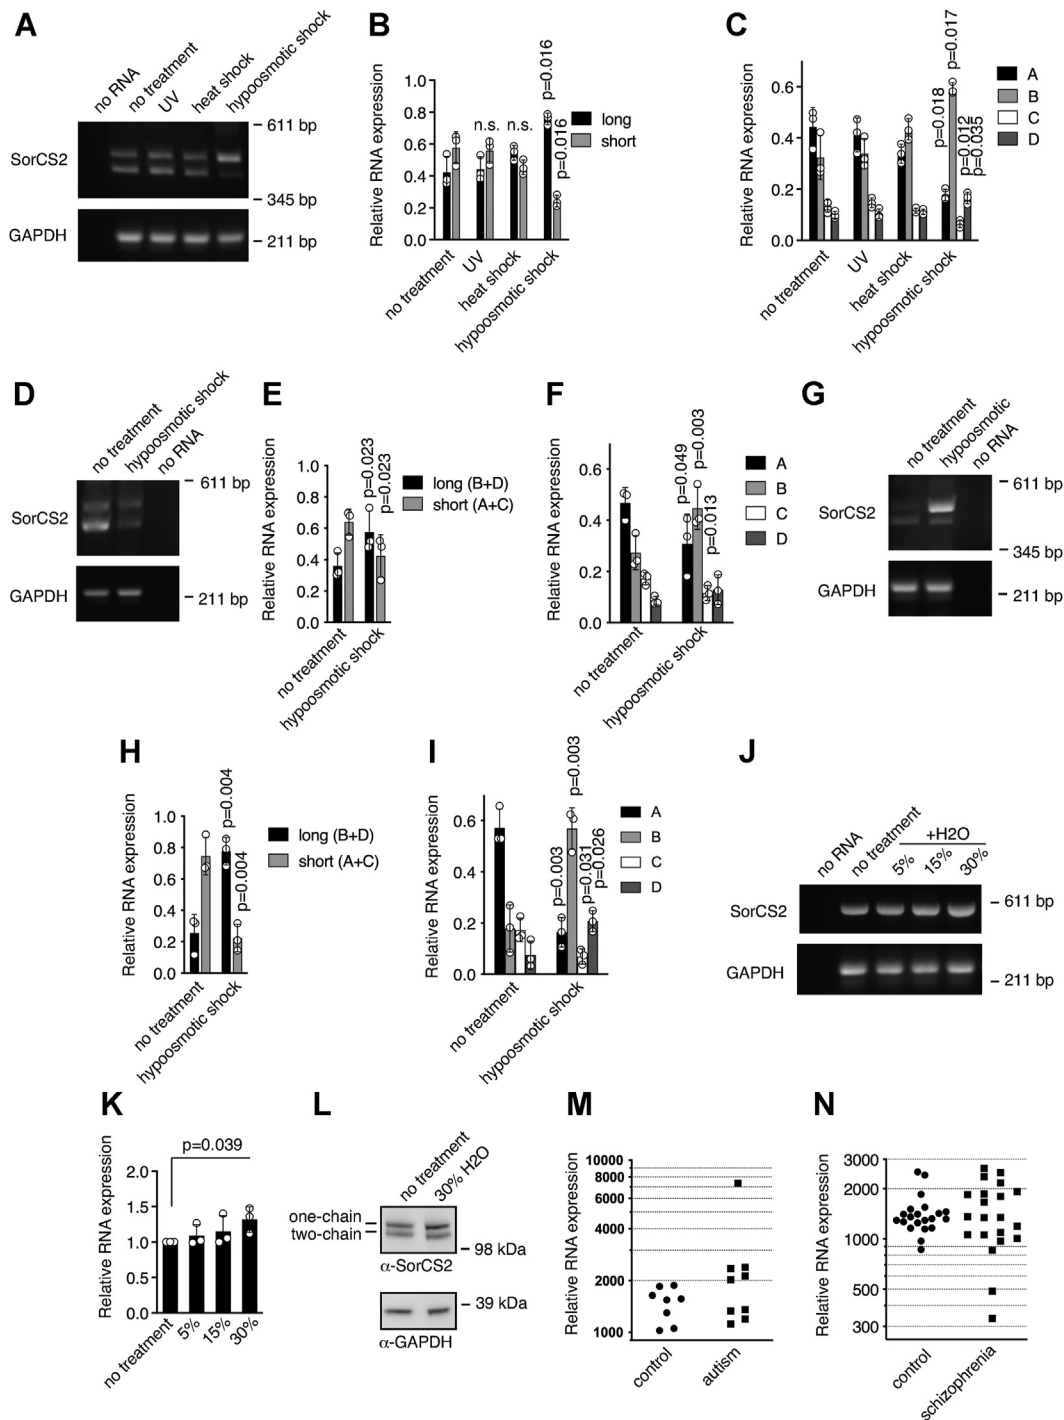 A
no RNA
no treatment
UV
heat shock
hypoosmotic shock
SorCS2
611 bp
345 bp
GAPDH
211 bp
B
Relative RNA expression
1.0
0.8
0.6
0.4
0.2
0.0
n.s.
n.s.
p=0.016
p=0.016
long
short
no treatment
UV
heat shock
hypoosmotic shock
C
Relative RNA expression
0.6
0.4
0.2
0.0
p=0.018
p=0.017
p=0.012
p=0.035
A
B
C
D
no treatment
UV
heat shock
hypoosmotic shock
D
no treatment
hypoosmotic shock
no RNA
SorCS2
611 bp
GAPDH
211 bp
E
Relative RNA expression
1.0
0.8
0.6
0.4
0.2
0.0
p=0.023
p=0.023
long (B+D)
short (A+C)
no treatment
hypoosmotic shock
F
Relative RNA expression
0.6
0.4
0.2
0.0
p=0.049
p=0.003
p=0.013
A
B
C
D
no treatment
hypoosmotic shock
G
no treatment
hypoosmotic
no RNA
SorCS2
611 bp
345 bp
GAPDH
211 bp
H
Relative RNA expression
1.0
0.8
0.6
0.4
0.2
0.0
p=0.004
p=0.004
long (B+D)
short (A+C)
no treatment
hypoosmotic shock
I
Relative RNA expression
0.6
0.4
0.2
0.0
p=0.003
p=0.003
p=0.031
p=0.026
A
B
C
D
no treatment
hypoosmotic shock
J
no RNA
no treatment
+H2O
5%
15%
30%
SorCS2
611 bp
GAPDH
211 bp
K
Relative RNA expression
p=0.039
2.0
1.5
1.0
0.5
0.0
no treatment
5%
15%
30%
L
no treatment
30% H2O
one-chain
two-chain
98 kDa
α-SorCS2
39 kDa
α-GAPDH
M
Relative RNA expression
10000
8000
6000
4000
2000
1000
control
autism
N
Relative RNA expression
3000
2000
1000
500
300
control
schizophrenia